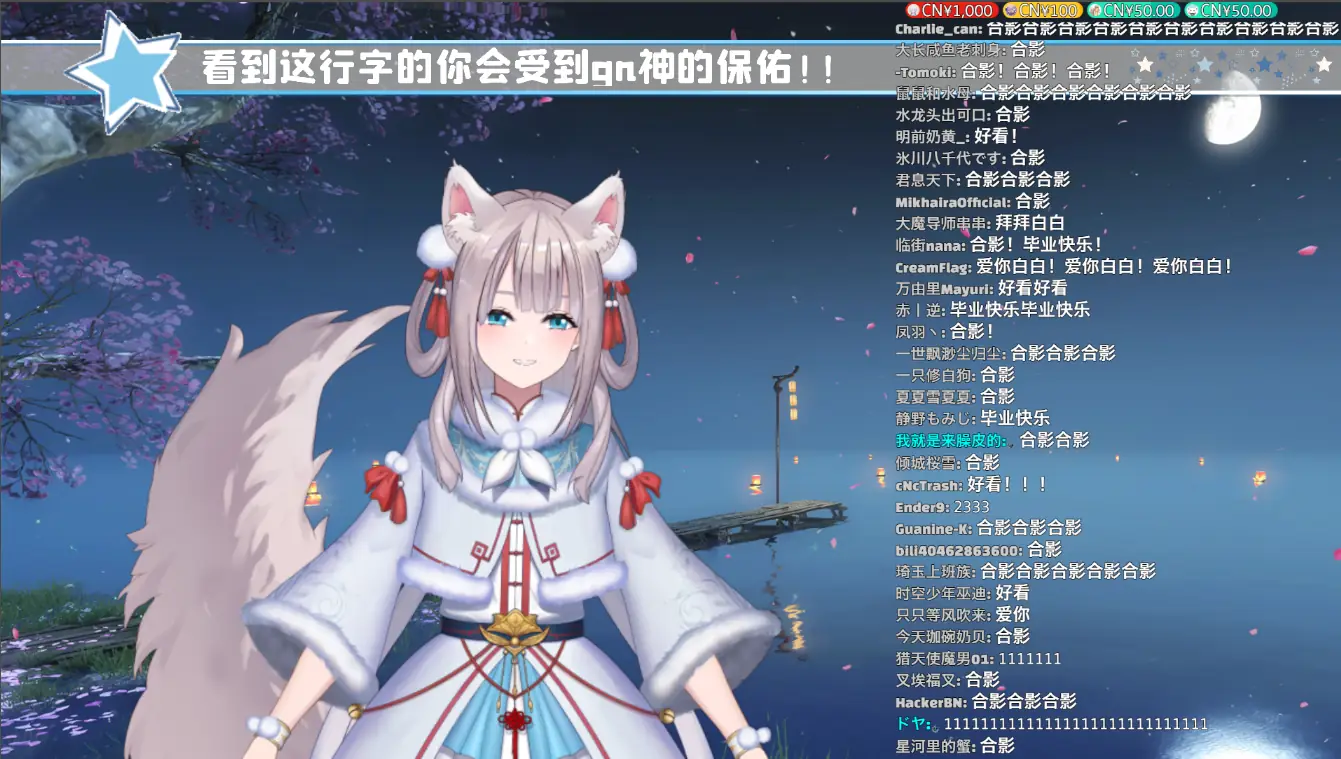 CN¥1,000 CN¥100 CN¥50.00 CN¥50.00
看到这行字的你会受到gn神的保佑!!
Charlie_can: 合影合影合影合影合影合影合影合影合影合影
大长咸鱼老刺身: 合影
-Tomoki: 合影！合影！合影！
鼠鼠和水母: 合影合影合影合影合影合影
水龙头出可口: 合影
明前奶黄_: 好看！
氷川八千代です: 合影
君息天下: 合影合影合影
MikhairaOfficial: 合影
大魔导师串串: 拜拜白白
临街nana: 合影！毕业快乐！
CreamFlag: 爱你白白！爱你白白！爱你白白！
万由里Mayuri: 好看好看
赤丨逆: 毕业快乐毕业快乐
凤羽丶: 合影！
一世飘渺尘归尘: 合影合影合影
一只修白狗: 合影
夏夏雪夏夏: 合影
静野もみじ: 毕业快乐
我就是来臊皮的: 合影合影
倾城桜雪: 合影
cNcTrash: 好看！！！
Ender9: 2333
Guanine-K: 合影合影合影
bili40462863600: 合影
琦玉上班族: 合影合影合影合影合影
时空少年巫迪: 好看
只只等风吹来: 爱你
今天珈碗奶贝: 合影
猎天使魔男01: 1111111
叉埃福叉: 合影
HackerBN: 合影合影合影
ドヤ: 11111111111111111111111111111
星河里的蟹: 合影